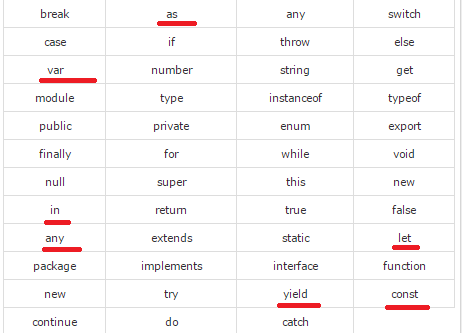 break as any switch
case if throw else
var number string get
module type instanceof typeof
public private enum export
finally for while void
null super this new
in return true false
any extends static let
package implements interface function
new try yield const
continue do catch